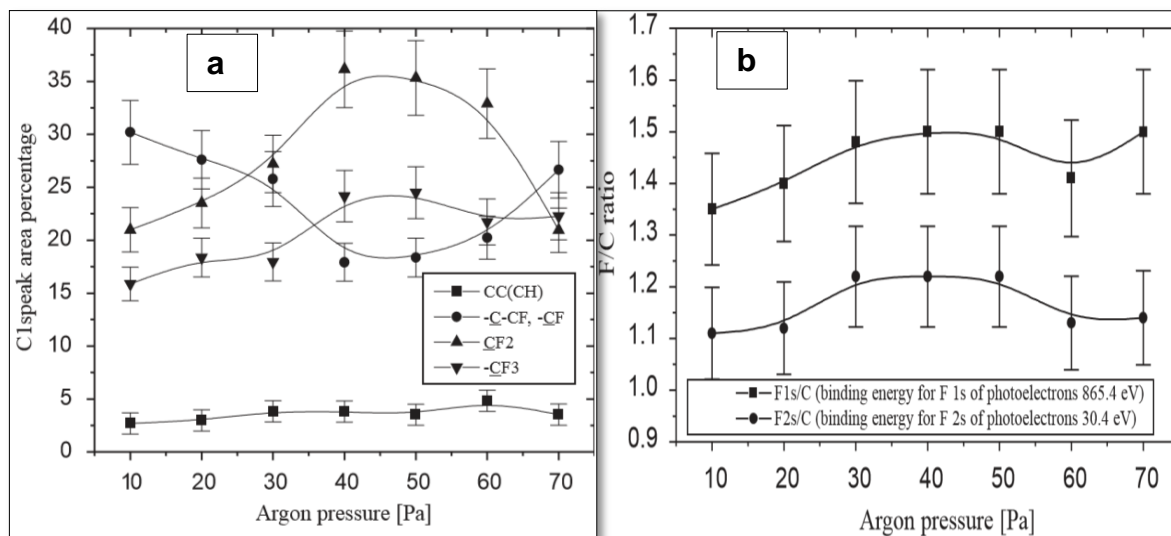 a
40
35
30
25
20
15
10
5
0
C1speak area percentage
CC(CH)
-C-CF, -CF
CF2
-CF3
10 20 30 40 50 60 70
Argon pressure [Pa]
b
1.7
1.6
1.5
1.4
1.3
1.2
1.1
1.0
0.9
F/C ratio
F1s/C (binding energy for F 1s of photoelectrons 865.4 eV)
F2s/C (binding energy for F 2s of photoelectrons 30.4 eV)
10 20 30 40 50 60 70
Argon pressure [Pa]